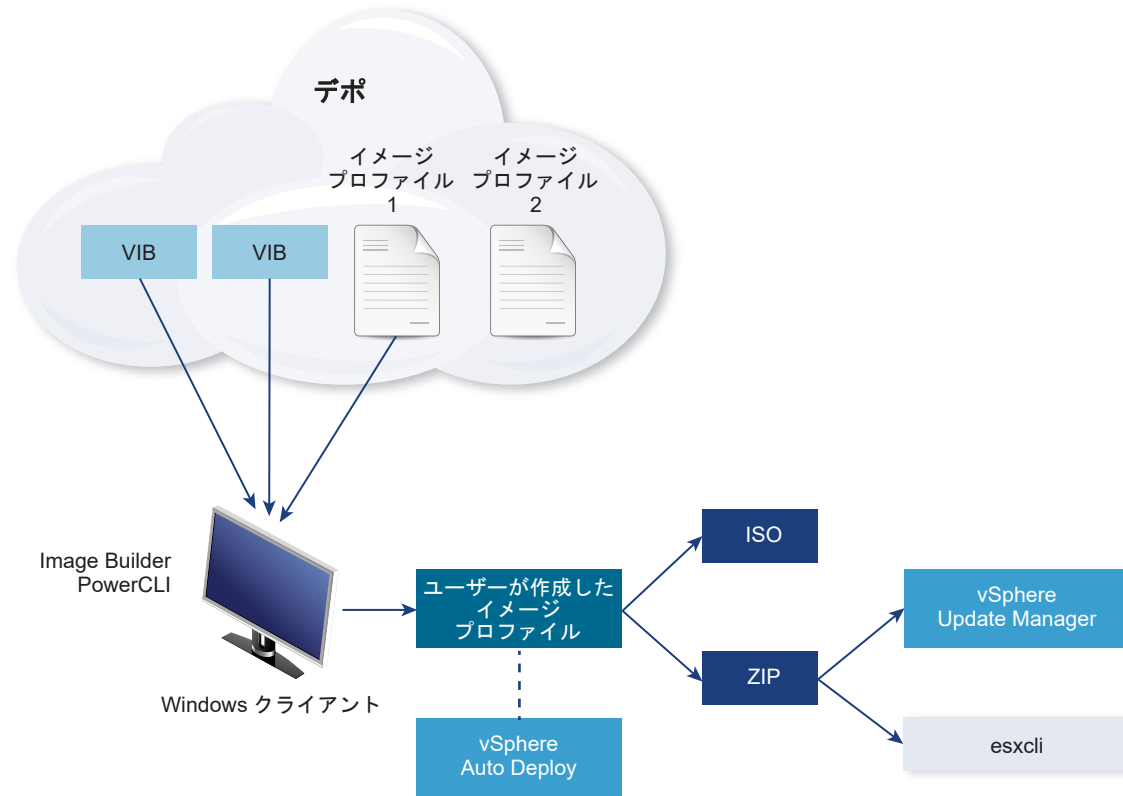 デポ
イメージ
プロファイル
1
イメージ
プロファイル
2
VIB
VIB
Image Builder
PowerCLI
Windows クライアント
ユーザーが作成した
イメージ
プロファイル
vSphere
Auto Deploy
ISO
ZIP
vSphere
Update Manager
esxcli